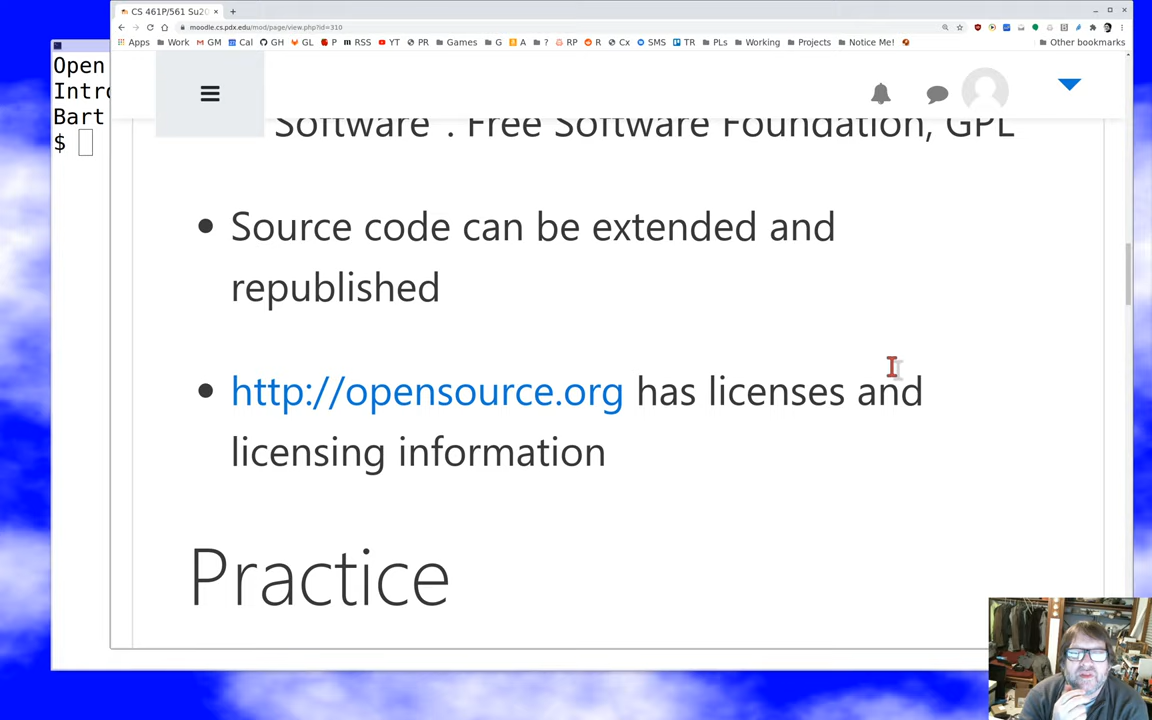 CS 461P/561 Su2
moodle.cs.pdx.edu/mod/page/view.php?id=310
Apps Work GM Cal GH GL P RSS YT PR Games G A ? RP R Cx SMS TR PLs Working Projects Notice Me! Other bookmarks
Open
Intro
Bart
$
Software". Free Software Foundation, GPL
• Source code can be extended and
republished
• http://opensource.org has licenses and
licensing information
Practice